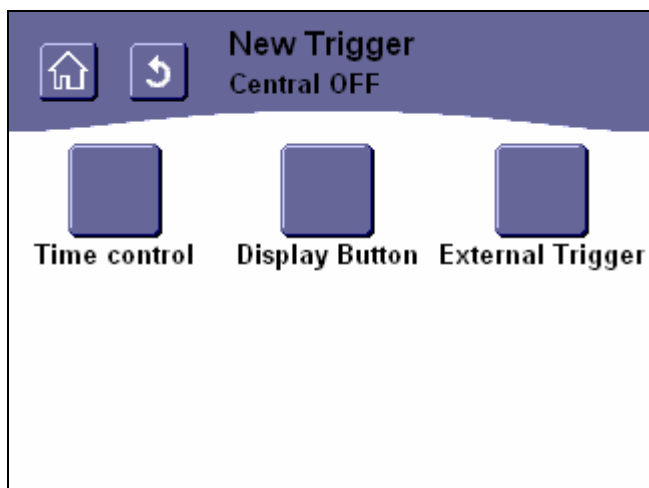 New Trigger
Central OFF
Time control
Display Button
External Trigger